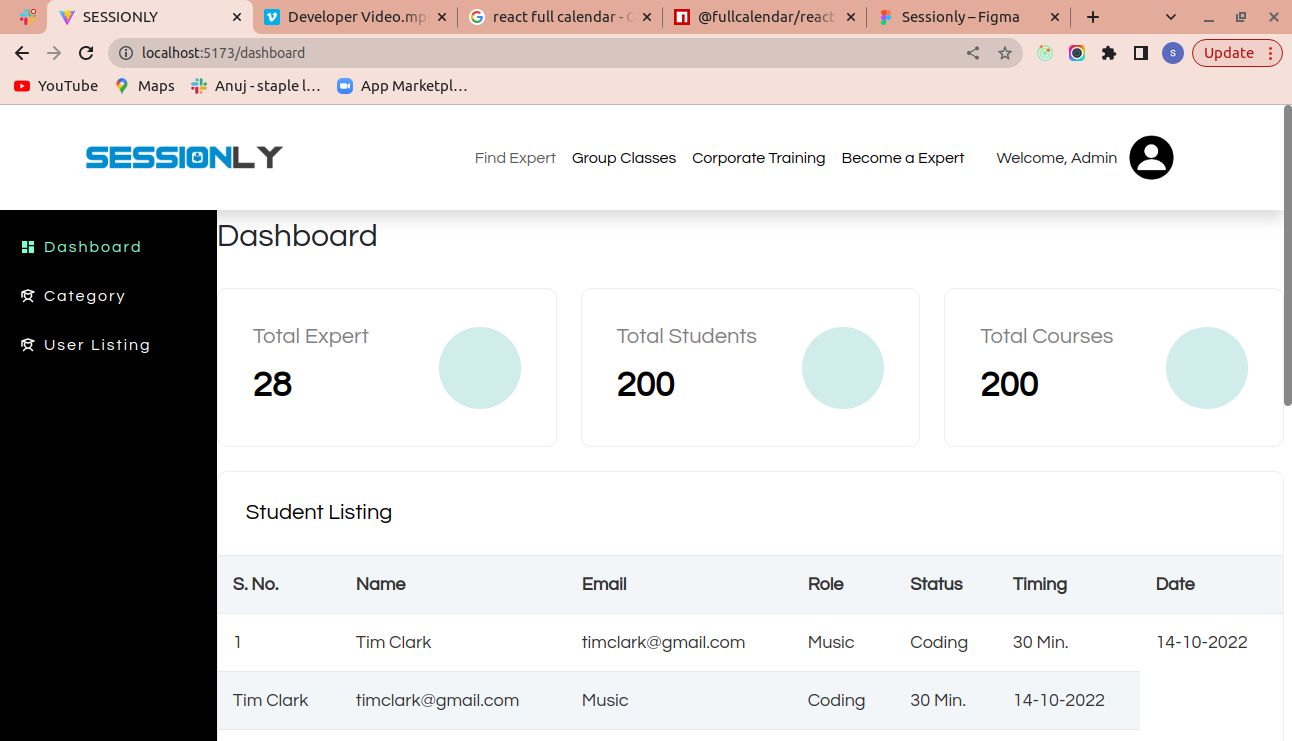 SESSIONLY
Developer Video.mp
react full calendar - 
@fullcalendar/react
Sessionly – Figma
localhost:5173/dashboard
S
Update
YouTube
Maps
Anuj - staple l…
App Marketpl…
SESSIONLY
Find Expert
Group Classes
Corporate Training
Become a Expert
Welcome, Admin
Dashboard
Category
User Listing
Dashboard
Total Expert
28
Total Students
200
Total Courses
200
Student Listing
S. No. Name Email Role Status Timing Date
1 Tim Clark timclark@gmail.com Music Coding 30 Min. 14-10-2022
Tim Clark timclark@gmail.com Music Coding 30 Min. 14-10-2022